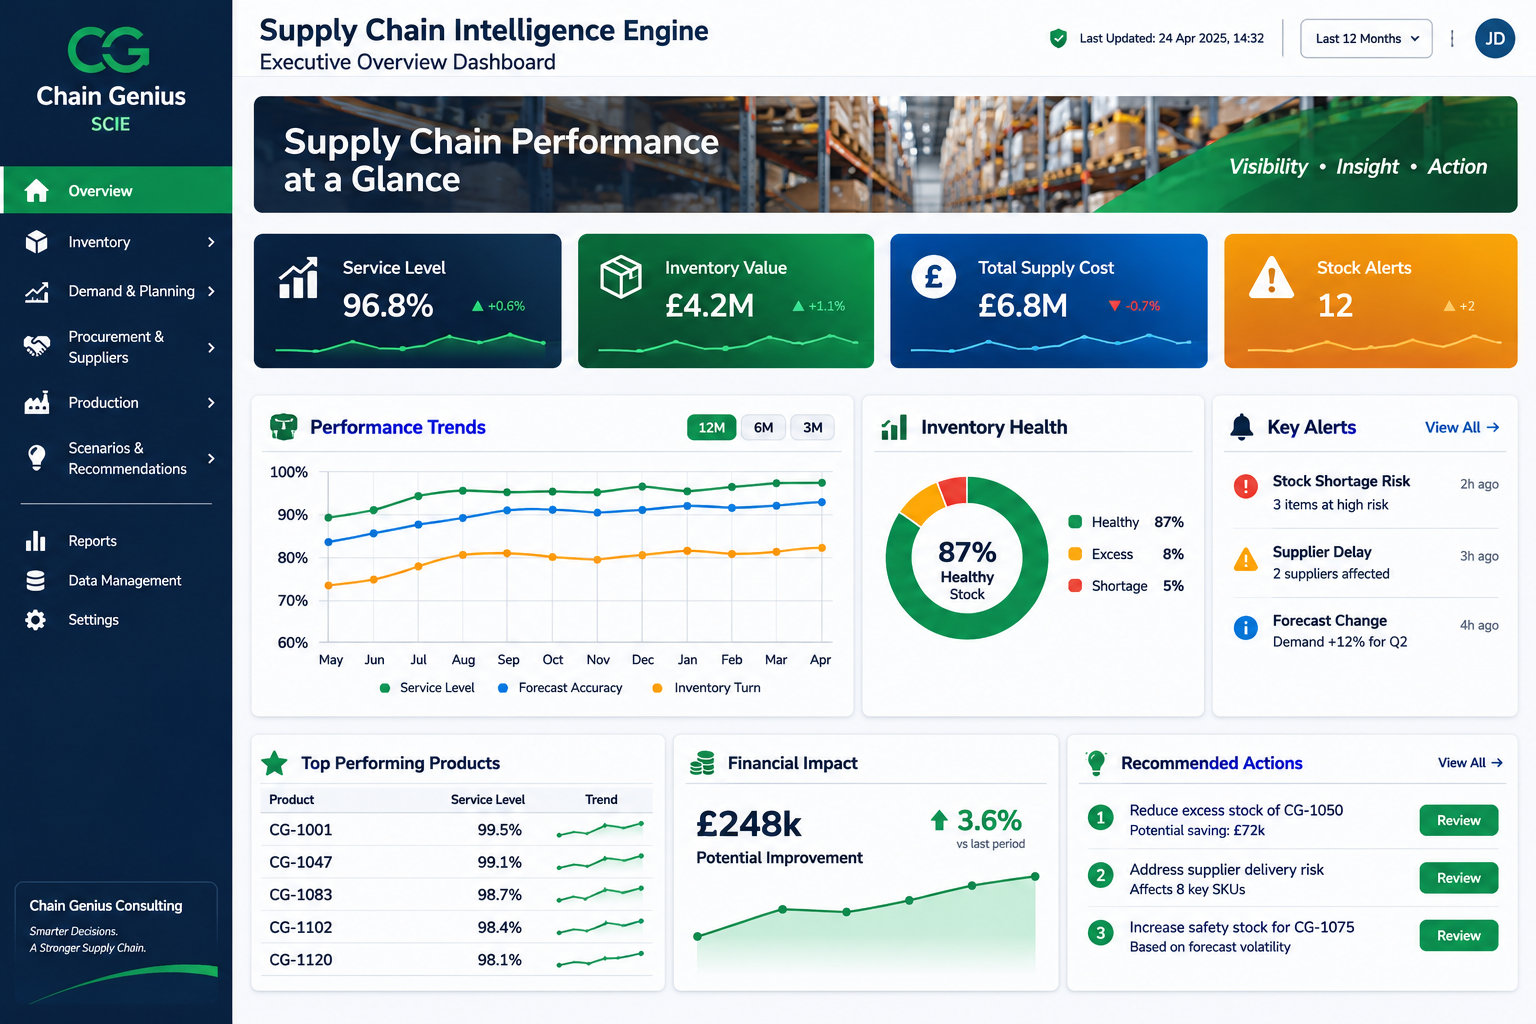 CG
Chain Genius
SCIE
Overview
Inventory
Demand & Planning
Procurement &
Suppliers
Production
Scenarios &
Recommendations
Reports
Data Management
Settings
Chain Genius Consulting
Smarter Decisions.
A Stronger Supply Chain.
Supply Chain Intelligence Engine
Executive Overview Dashboard
Last Updated: 24 Apr 2025, 14:32
Last 12 Months
JD
Supply Chain Performance
at a Glance
Visibility • Insight • Action
Service Level
96.8%
+0.6%
Inventory Value
£4.2M
+1.1%
£
Total Supply Cost
£6.8M
-0.7%
Stock Alerts
12
+2
Performance Trends
12M
6M
3M
100%
90%
80%
70%
60%
May Jun Jul Aug Sep Oct Nov Dec Jan Feb Mar Apr
Service Level
Forecast Accuracy
Inventory Turn
Inventory Health
87%
Healthy
Stock
Healthy 87%
Excess 8%
Shortage 5%
Key Alerts
View All →
Stock Shortage Risk
2h ago
3 items at high risk
Supplier Delay
3h ago
2 suppliers affected
Forecast Change
4h ago
Demand +12% for Q2
Top Performing Products
Product Service Level Trend
CG-1001 99.5%
CG-1047 99.1%
CG-1083 98.7%
CG-1102 98.4%
CG-1120 98.1%
Financial Impact
£248k
Potential Improvement
3.6%
vs last period
Recommended Actions
View All →
1
Reduce excess stock of CG-1050
Potential saving: £72k
Review
2
Address supplier delivery risk
Affects 8 key SKUs
Review
3
Increase safety stock for CG-1075
Based on forecast volatility
Review